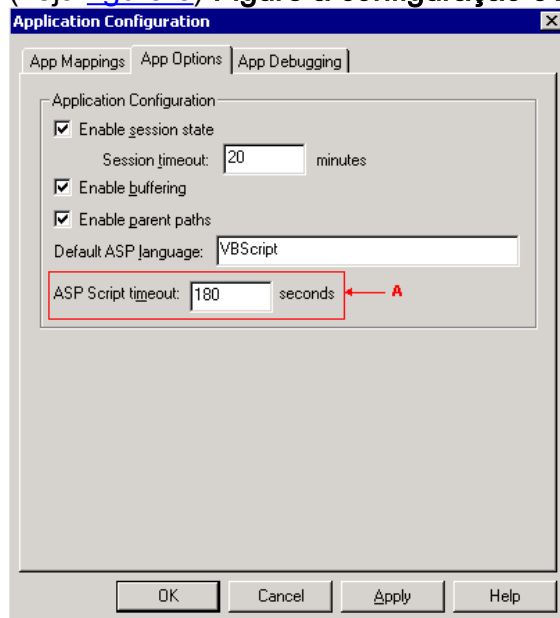 Application Configuration
App Mappings App Options App Debugging
Application Configuration
Enable session state
Session timeout: 20 minutes
Enable buffering
Enable parent paths
Default ASP language: VBScript
ASP Script timeout: 180 seconds A
OK Cancel Apply Help